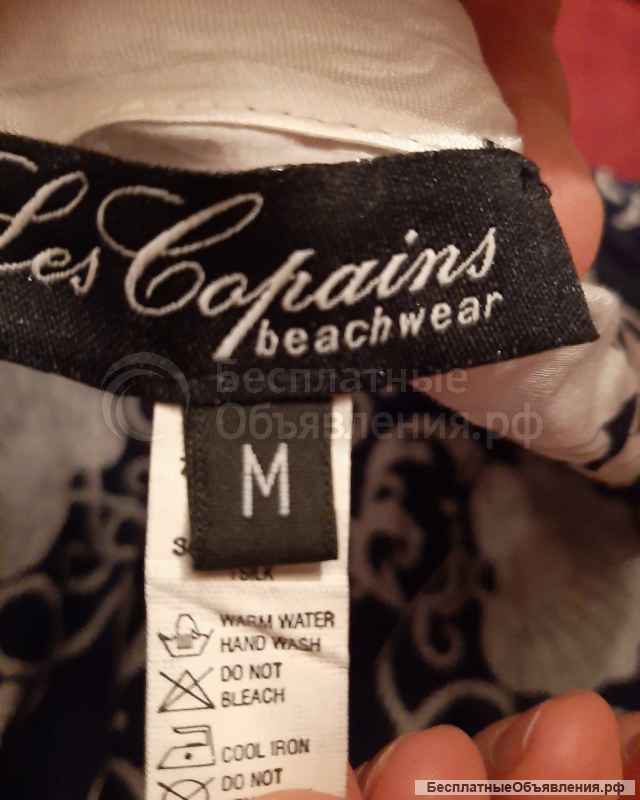 Les Copains
beachwear
Бесплатные
Объявления.рф
M
SILK
WARM WATER
HAND WASH
DO NOT
BLEACH
COOL IRON
DO NOT
БесплатныеОбъявления.рф